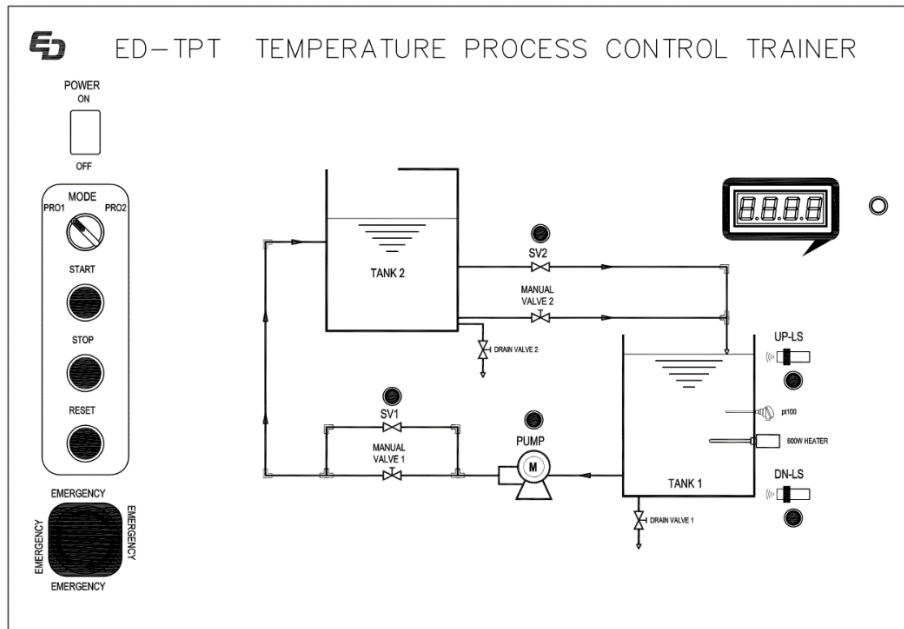 ED ED-TPT TEMPERATURE PROCESS CONTROL TRAINER
POWER
ON
OFF
MODE
PRO1 PRO2
START
STOP
RESET
EMERGENCY
EMERGENCY
EMERGENCY
EMERGENCY
8.8.8.8
TANK 2
SV2
MANUAL
VALVE 2
DRAIN VALVE 2
SV1
MANUAL
VALVE 1
PUMP
M
UP-LS
pt100
600W HEATER
TANK 1
DN-LS
DRAIN VALVE 1